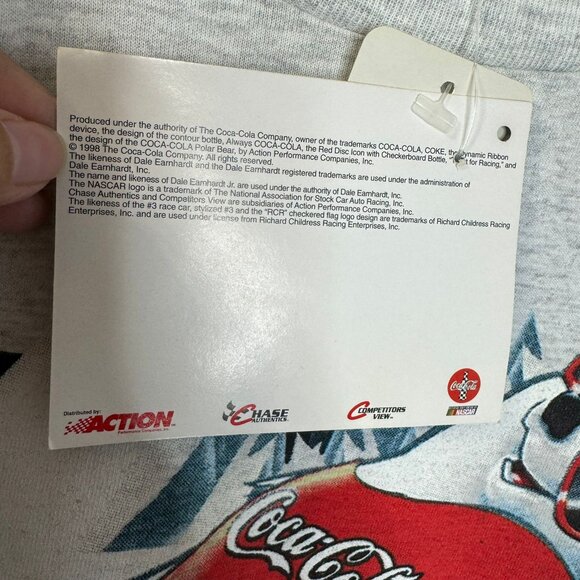 Produced under the authority of The Coca-Cola Company, owner of the trademarks COCA-COLA, COKE, the Dynamic Ribbon
device, the design of the contour bottle, Always COCA-COLA, the Red Disc Icon with Checkerboard Bottle, for Racing," and
the design of the COCA-COLA Polar Bear, by Action Performance Companies, Inc.
© 1998 The Coca-Cola Company. All rights reserved.
The likeness of Dale Earnhardt and the Dale Earnhardt registered trademarks are used under the administration of
Dale Earnhardt, Inc.
The name and likeness of Dale Earnhardt Jr. are used under the authority of Dale Earnhardt, Inc.
The NASCAR logo is a trademark of The National Association for Stock Car Auto Racing, Inc.
Chase Authentics and Competitors View are subsidiaries of Action Performance Companies, Inc.
The likeness of the #3 race car, stylized #3 and the "RCR" checkered flag logo design are trademarks of Richard Childress Racing
Enterprises, Inc. and are used under license from Richard Childress Racing Enterprises, Inc.
Distributed by:
ACTION
Performance Companies, Inc.
CHASE
AUTHENTICS™
COMPETITORS
VIEW™
Coca-Cola
NASCAR
Coca-Cola